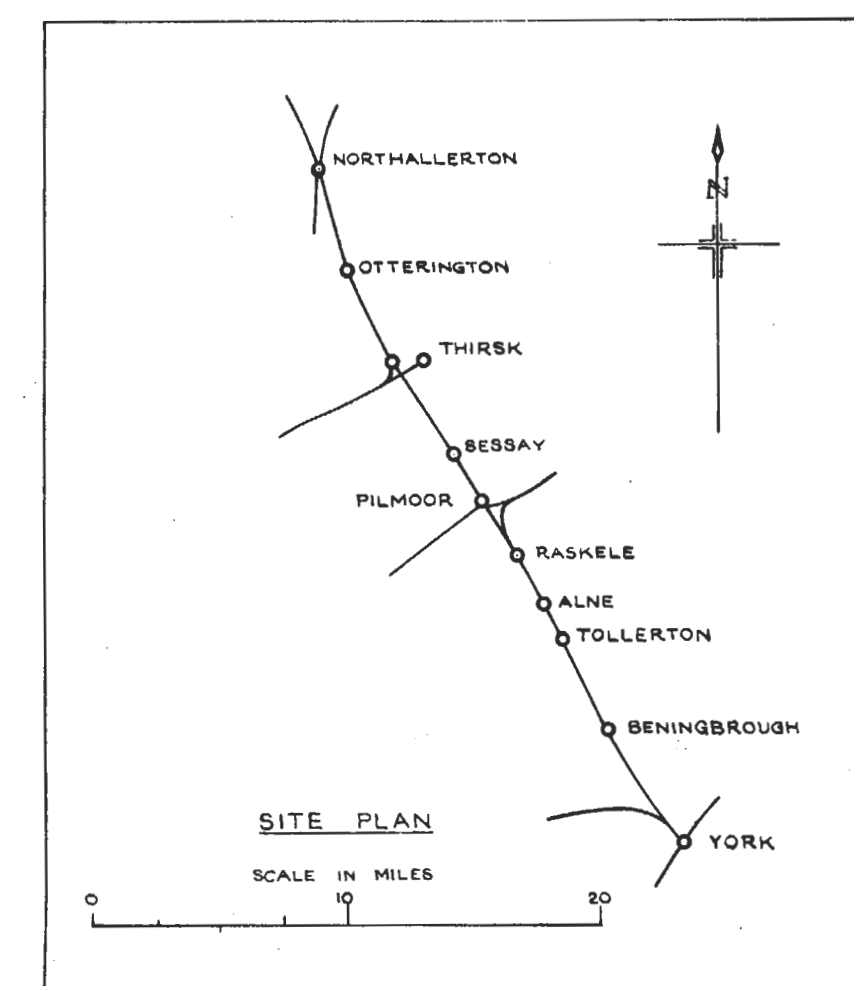 NORTHALLERTON
N
OTTERINGTON
THIRSK
SESSAY
PILMOOR
RASKELE
ALNE
TOLLERTON
BENINGBROUGH
SITE PLAN
YORK
SCALE IN MILES
0 10 20